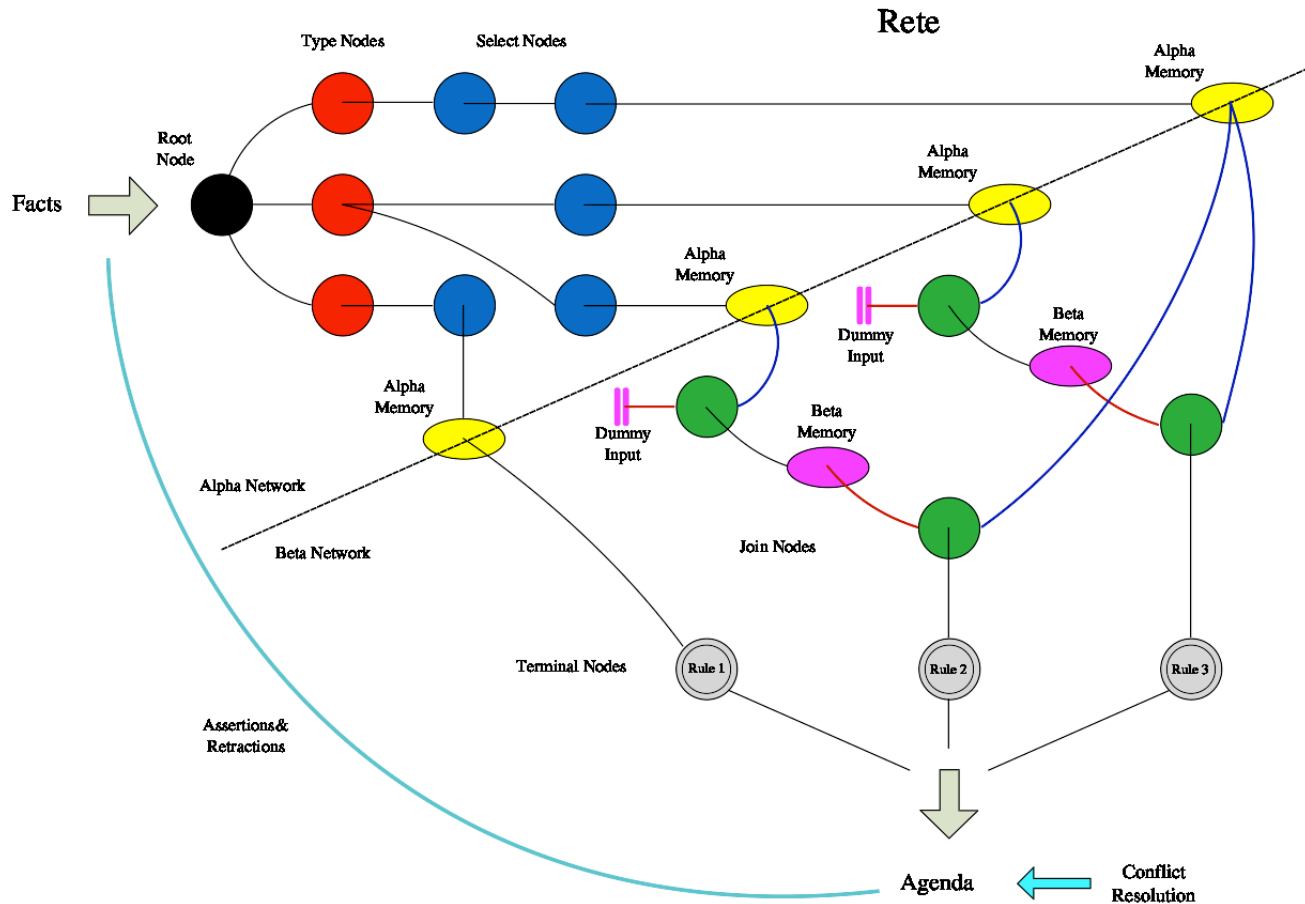 Rete
Type Nodes
Select Nodes
Alpha
Memory
Root
Node
Alpha
Memory
Facts
Alpha
Memory
Dummy
Input
Beta
Memory
Alpha
Memory
Dummy
Input
Beta
Memory
Alpha Network
Beta Network
Join Nodes
Terminal Nodes
Rule 1
Rule 2
Rule 3
Assertions&
Retractions
Agenda
Conflict
Resolution